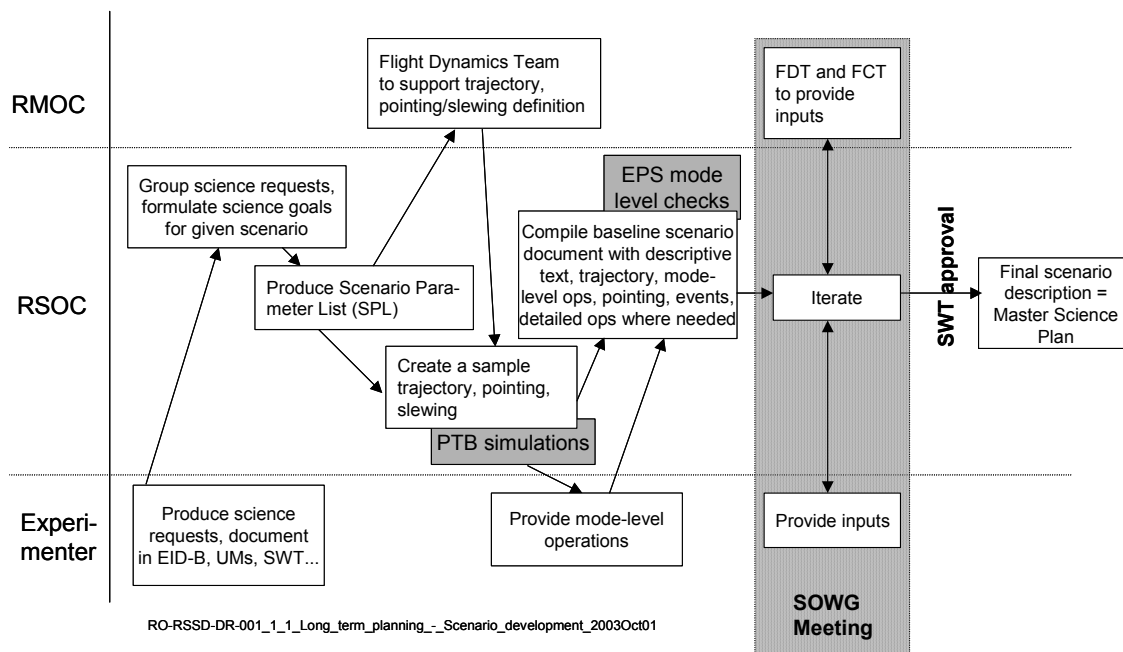 RMOC
Flight Dynamics Team
to support trajectory,
pointing/slewing definition
FDT and FCT
to provide
inputs
RSOC
Group science requests,
formulate science goals
for given scenario
Produce Scenario Para-
meter List (SPL)
EPS mode
level checks
Compile baseline scenario
document with descriptive
text, trajectory, mode-
level ops, pointing, events,
detailed ops where needed
Create a sample
trajectory, pointing,
slewing
PTB simulations
Iterate
SWT approval
Final scenario
description =
Master Science
Plan
Experi-
menter
Produce science
requests, document
in EID-B, UMs, SWT...
Provide mode-level
operations
Provide inputs
SOWG
Meeting
RO-RSSD-DR-001_1_1_Long_term_planning_-_Scenario_development_2003Oct01